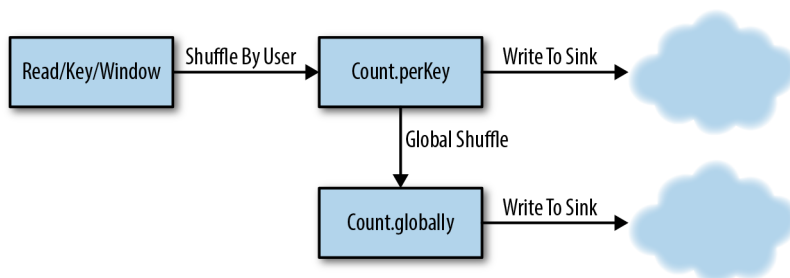 Read/Key/Window
Shuffle By User
Count.perKey
Write To Sink
Global Shuffle
Count.globally
Write To Sink